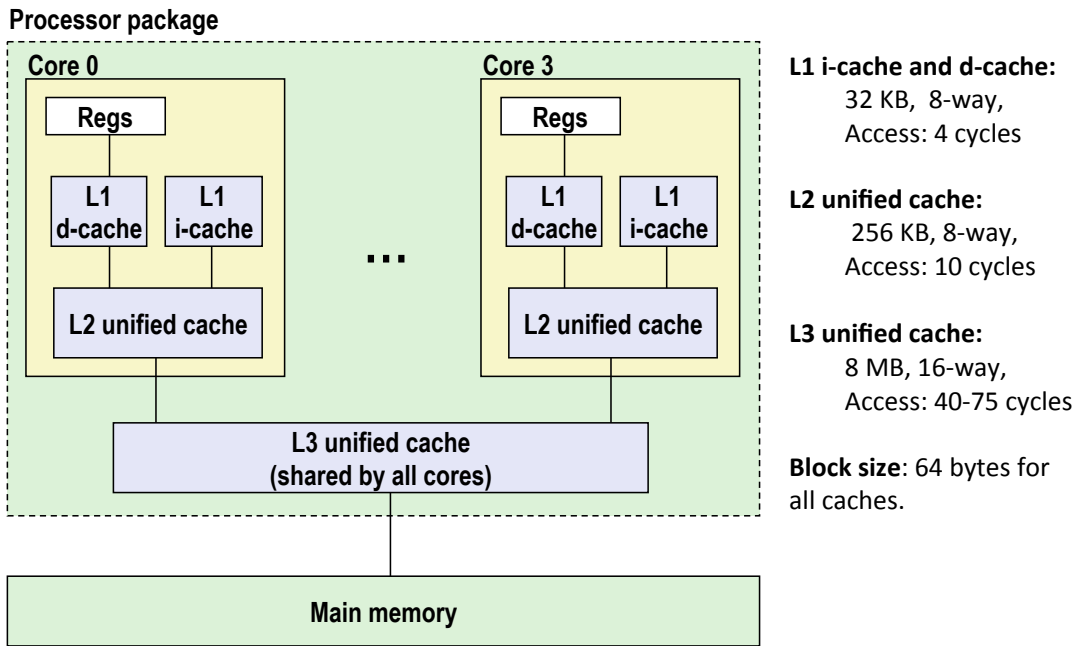 Processor package
Core 0
Regs
L1
d-cache
L1
i-cache
L2 unified cache
...
Core 3
Regs
L1
d-cache
L1
i-cache
L2 unified cache
L3 unified cache
(shared by all cores)
Main memory
L1 i-cache and d-cache:
32 KB, 8-way,
Access: 4 cycles
L2 unified cache:
256 KB, 8-way,
Access: 10 cycles
L3 unified cache:
8 MB, 16-way,
Access: 40-75 cycles
Block size: 64 bytes for
all caches.